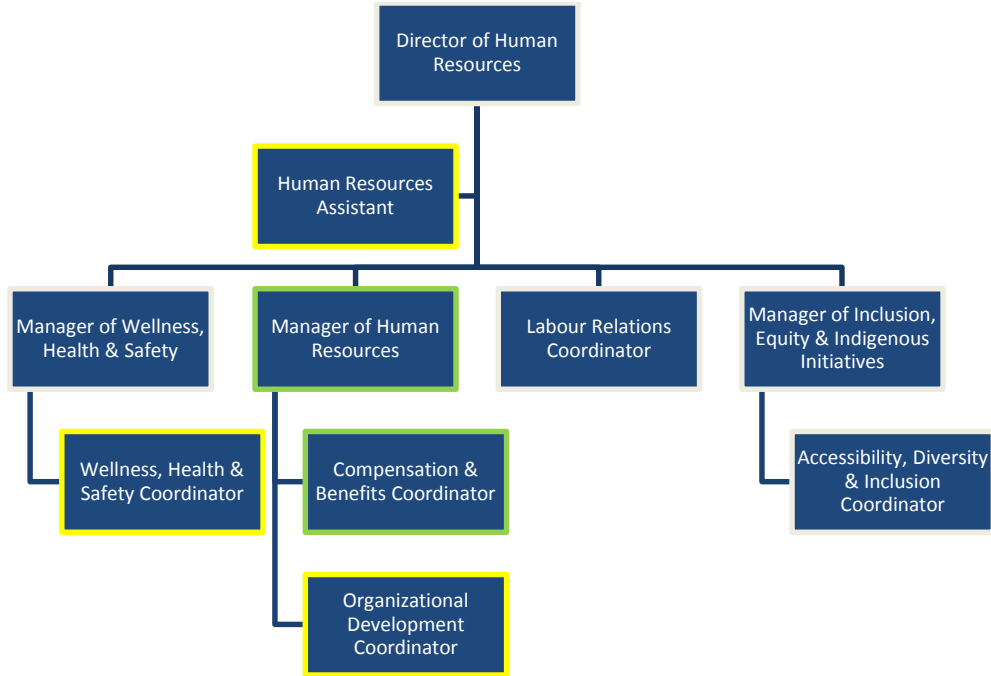 Director of Human
Resources
Human Resources
Assistant
Manager of Wellness,
Health & Safety
Manager of Human
Resources
Labour Relations
Coordinator
Manager of Inclusion,
Equity & Indigenous
Initiatives
Wellness, Health &
Safety Coordinator
Compensation &
Benefits Coordinator
Accessibility, Diversity
& Inclusion
Coordinator
Organizational
Development
Coordinator